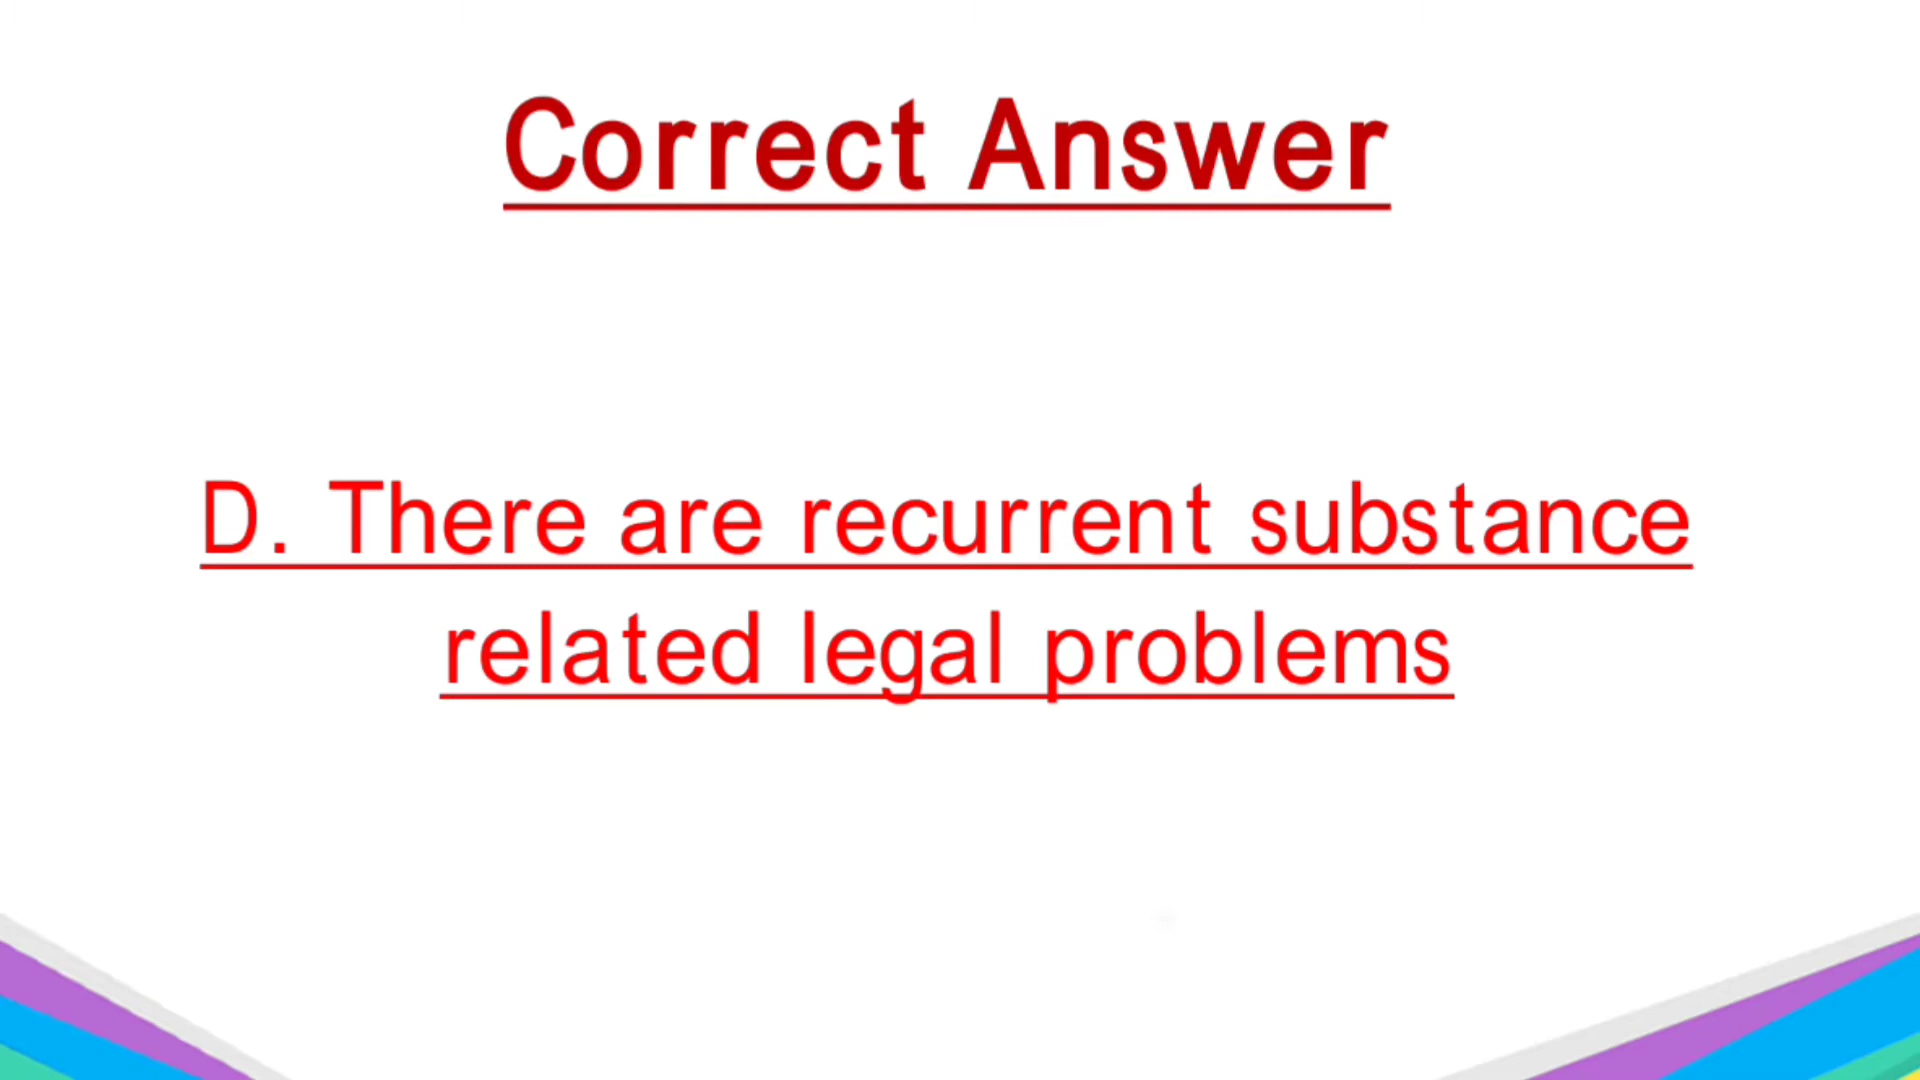 Correct Answer
D. There are recurrent substance
related legal problems